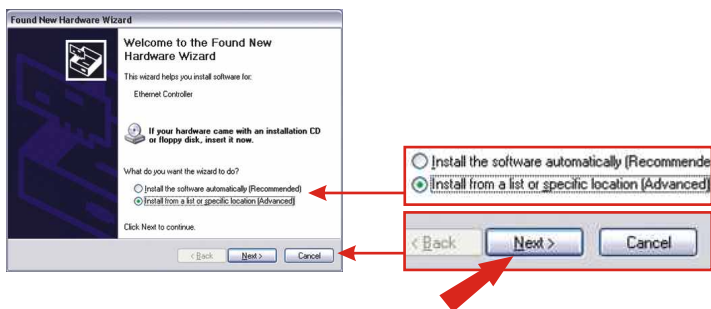 Found New Hardware Wizard
Welcome to the Found New
Hardware Wizard
This wizard helps you install software for:
Ethernet Controller
If your hardware came with an installation CD
or floppy disk, insert it now.
What do you want the wizard to do?
Install the software automatically (Recommended)
Install from a list or specific location (Advanced)
Click Next to continue.
< Back
Next >
Cancel
Install the software automatically (Recommende
Install from a list or specific location (Advanced)
< Back
Next >
Cancel